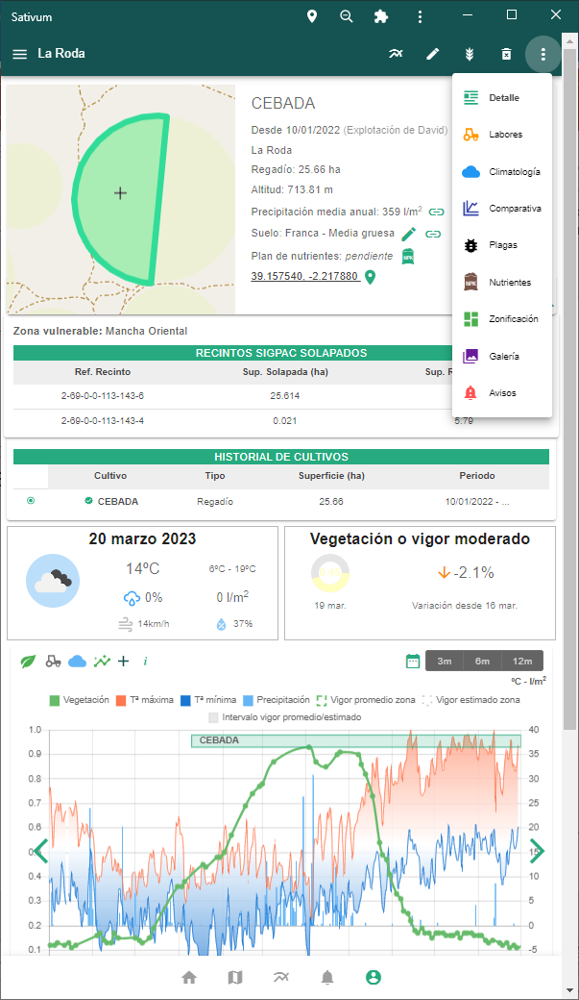 Sativum
La Roda
Detalle
Labores
Climatología
Comparativa
Plagas
NPK Nutrientes
Zonificación
Galería
Avisos
CEBADA
Desde 10/01/2022 (Explotación de David)
La Roda
Regadío: 25.66 ha
Altitud: 713.81 m
Precipitación media anual: 359 l/m²
Suelo: Franca - Media gruesa
Plan de nutrientes: pendiente NPK
39.157540, -2.217880
Zona vulnerable: Mancha Oriental
RECINTOS SIGPAC SOLAPADOS
Ref. Recinto Sup. Solapada (ha) Sup. R
2-69-0-0-113-143-6 25.614
2-69-0-0-113-143-4 0.021 5.79
HISTORIAL DE CULTIVOS
Cultivo Tipo Superficie (ha) Periodo
CEBADA Regadío 25.66 10/01/2022 - ...
20 marzo 2023
14ºC 6ºC - 19ºC
0% 0 l/m²
14km/h 37%
Vegetación o vigor moderado
-2.1%
19 mar. Variación desde 16 mar.
i 3m 6m 12m
ºC - l/m²
Vegetación Tª máxima Tª mínima Precipitación Vigor promedio zona Vigor estimado zona
Intervalo vigor promedio/estimado
CEBADA
1.0 40
0.9 35
0.8 30
0.7 25
0.6 20
0.5 15
0.4 10
0.3 5
0.2 0
0.1 -5